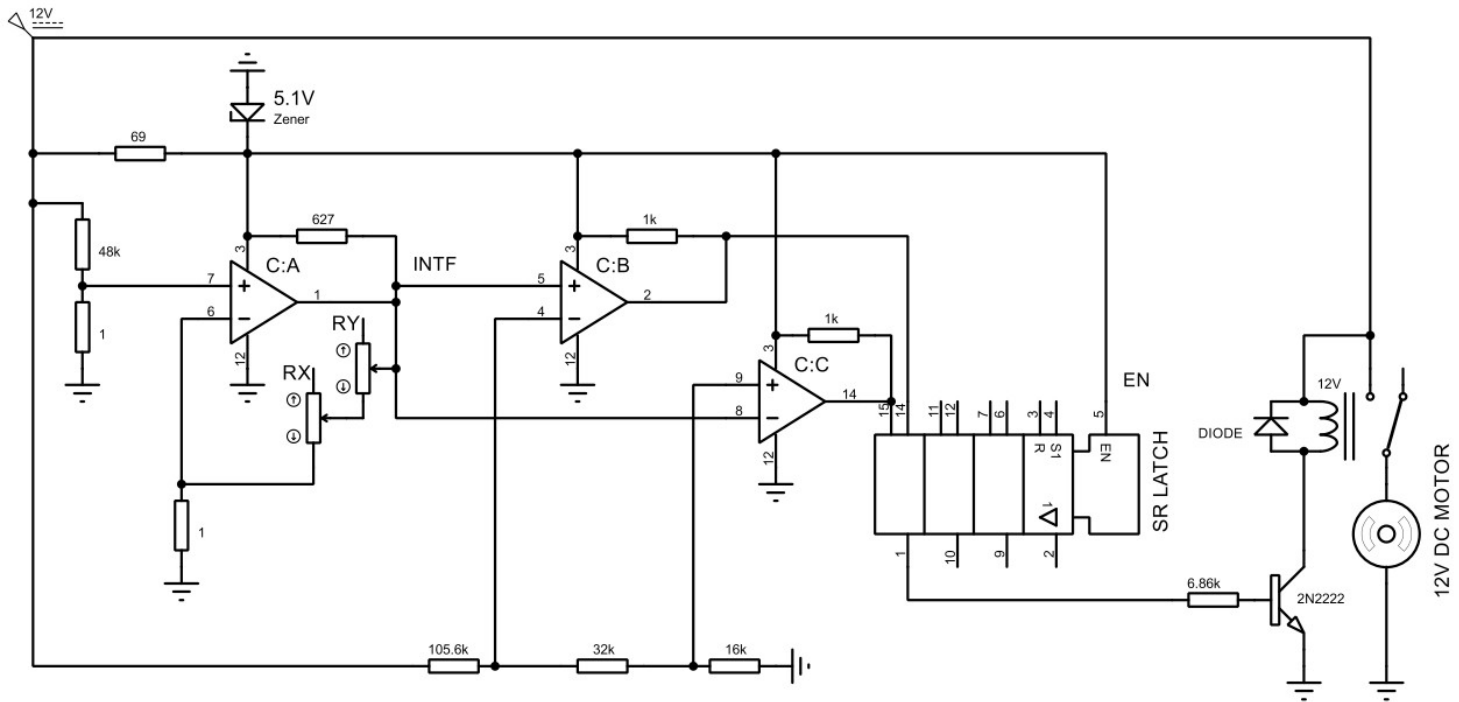 12V
5.1V
Zener
69
627
1k
3
3
48k
C:A
INTF
C:B
7
5
1
2
6
4
RY
1k
1
12
12
3
RX
C:C
9
14
EN
12V
8
15
14
11
12
7
6
3
4
5
DIODE
12
R
S1
EN
SR LATCH
1
1
1
10
9
2
12V DC MOTOR
6.86k
2N2222
105.6k
32k
16k